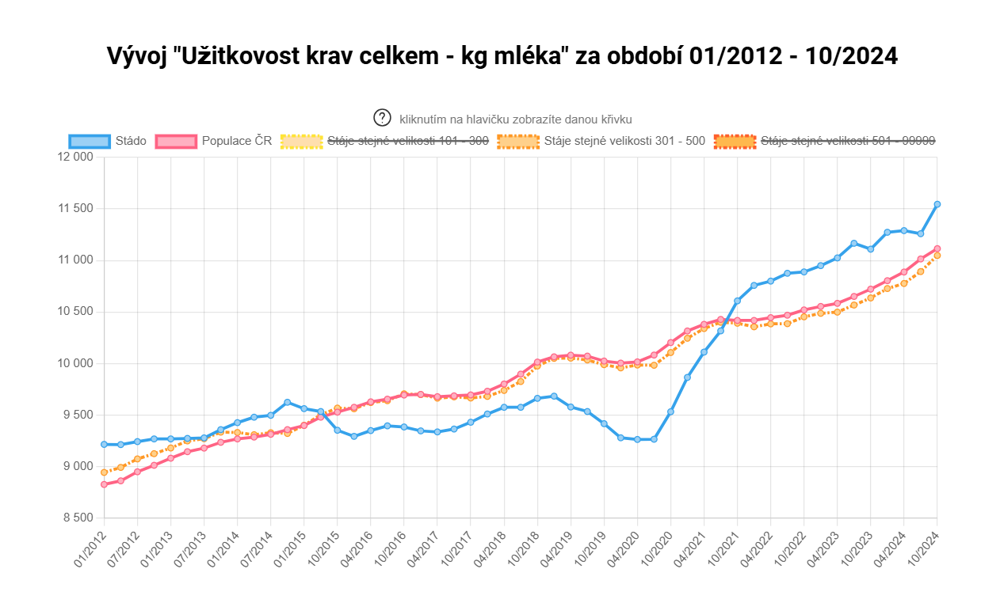 Vývoj "Užitkovost krav celkem - kg mléka" za období 01/2012 - 10/2024
? kliknutím na hlavičku zobrazíte danou křivku
Stádo Populace ČR Stáje stejné velikosti 101 - 300 Stáje stejné velikosti 301 - 500 Stáje stejné velikosti 501 - 99999
12 000
11 500
11 000
10 500
10 000
9 500
9 000
8 500
01/2012 07/2012 01/2013 07/2013 01/2014 07/2014 01/2015 10/2015 04/2016 10/2016 04/2017 10/2017 04/2018 10/2018 04/2019 10/2019 04/2020 10/2020 04/2021 10/2021 04/2022 10/2022 04/2023 10/2023 04/2024 10/2024